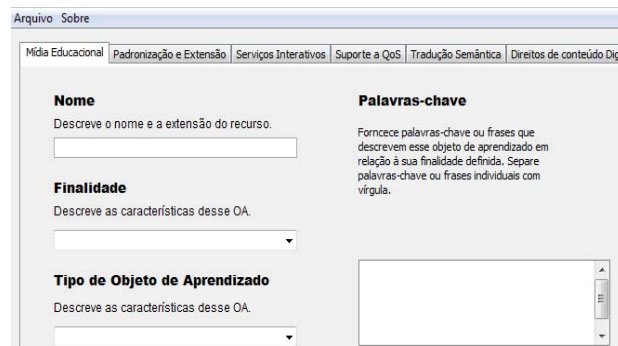 Arquivo Sobre
Mídia Educacional Padronização e Extensão Serviços Interativos Suporte a QoS Tradução Semântica Direitos de conteúdo Dig
Nome
Descreve o nome e a extensão do recurso.
Finalidade
Descreve as características desse OA.
Tipo de Objeto de Aprendizado
Descreve as características desse OA.
Palavras-chave
Forncece palavras-chave ou frases que
descrevem esse objeto de aprendizado em
relação à sua finalidade definida. Separe
palavras-chave ou frases individuais com
vírgula.